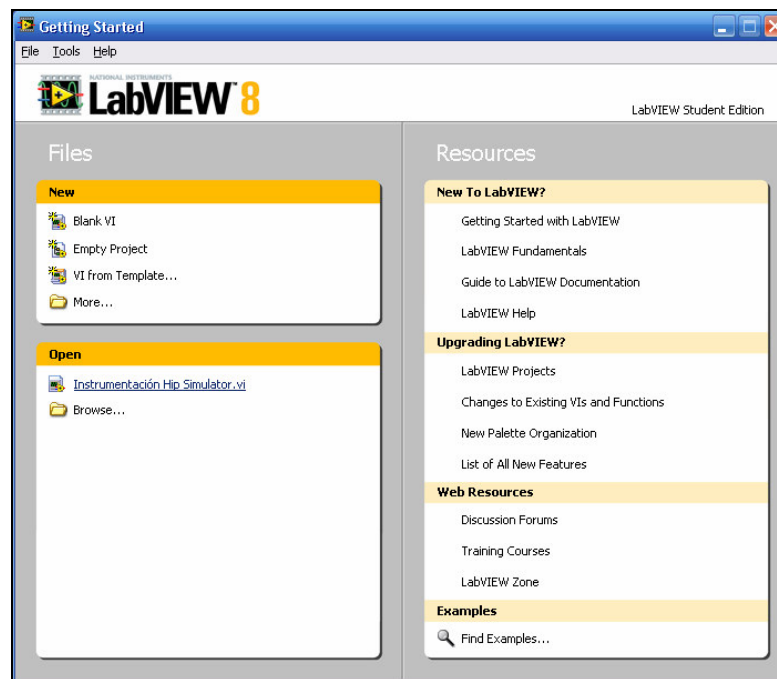 Getting Started
File Tools Help
NATIONAL INSTRUMENTS
LabVIEW™ 8
LabVIEW Student Edition
Files
New
Blank VI
Empty Project
VI from Template...
More...
Open
Instrumentación Hip Simulator.vi
Browse...
Resources
New To LabVIEW?
Getting Started with LabVIEW
LabVIEW Fundamentals
Guide to LabVIEW Documentation
LabVIEW Help
Upgrading LabVIEW?
LabVIEW Projects
Changes to Existing VIs and Functions
New Palette Organization
List of All New Features
Web Resources
Discussion Forums
Training Courses
LabVIEW Zone
Examples
Find Examples...